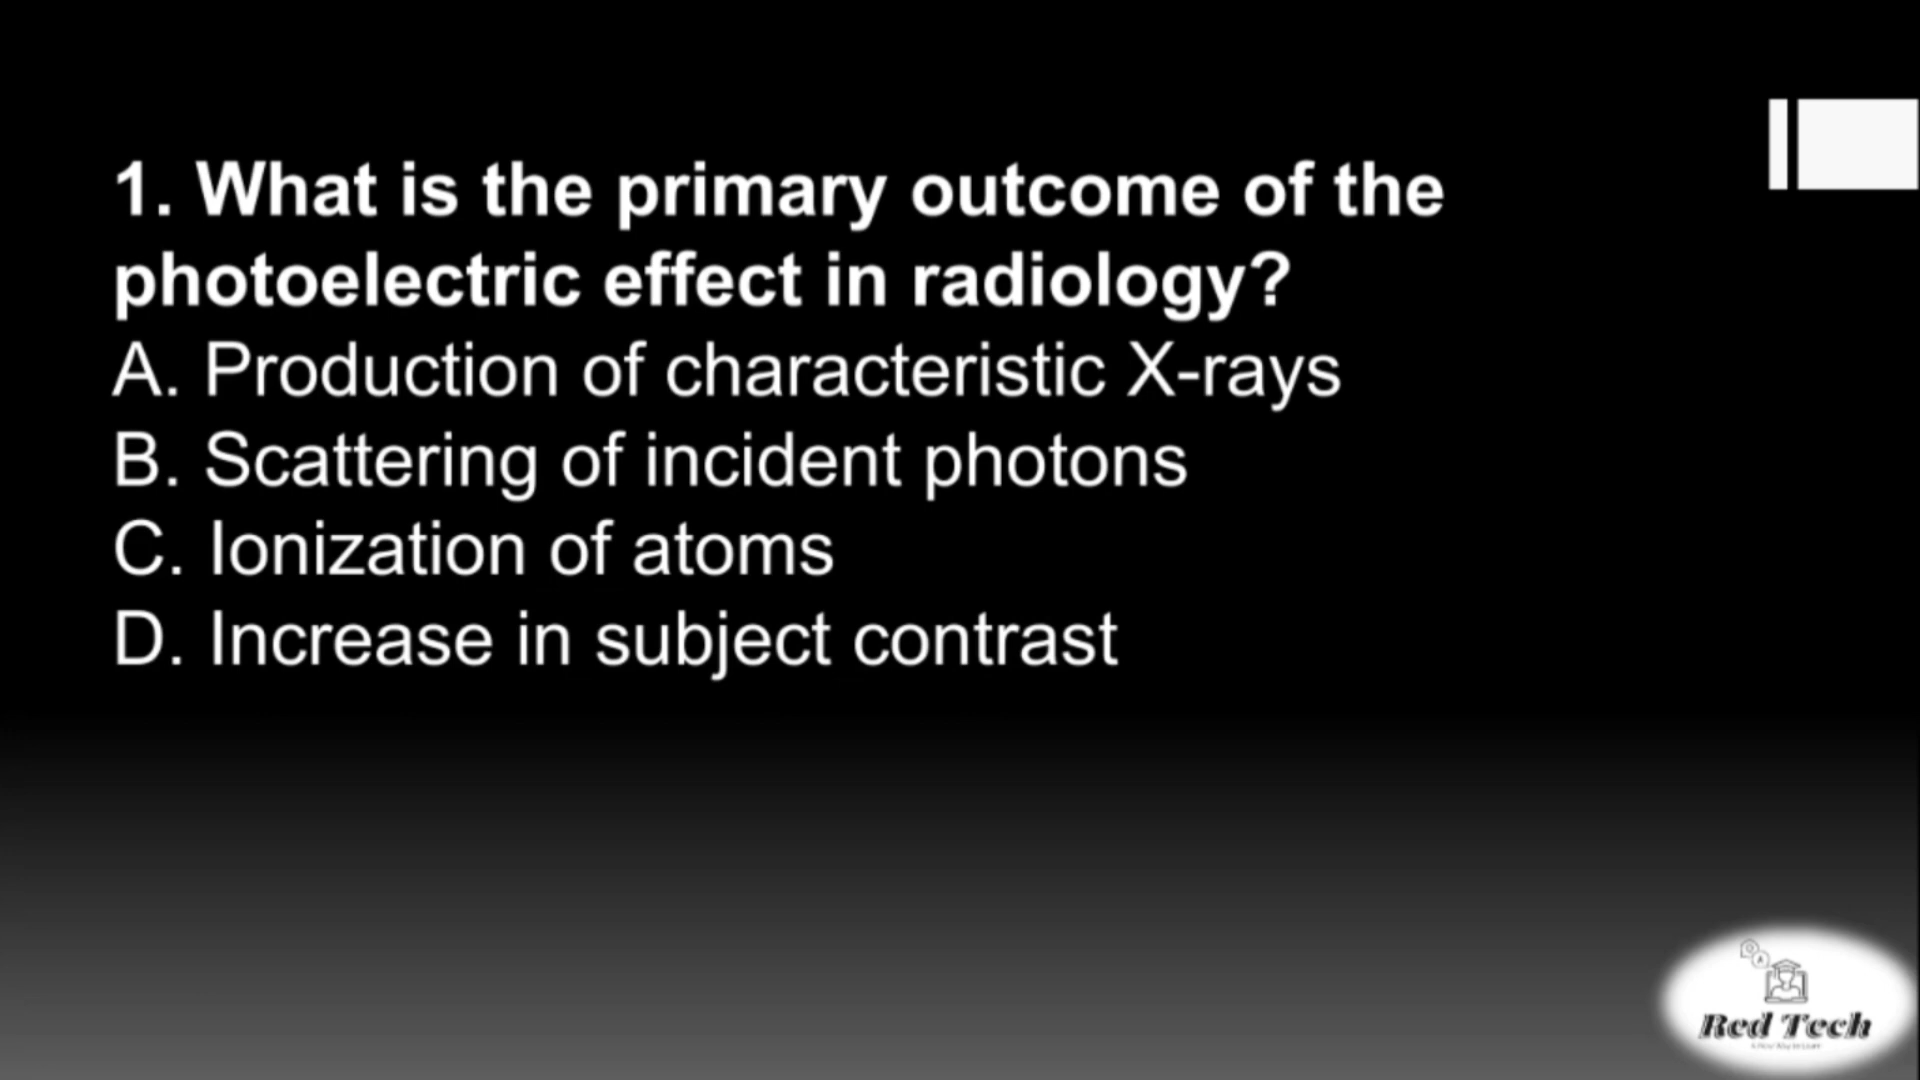 1. What is the primary outcome of the
photoelectric effect in radiology?
A. Production of characteristic X-rays
B. Scattering of incident photons
C. Ionization of atoms
D. Increase in subject contrast
Red Tech